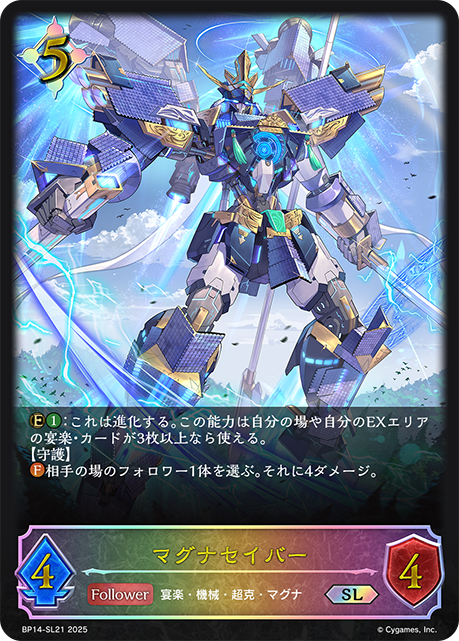 5
E 1：これは進化する。この能力は自分の場や自分のEXエリア
の宴楽・カードが3枚以上なら使える。
【守護】
F 相手の場のフォロワー1体を選ぶ。それに4ダメージ。
マグナセイバー
4
Follower 宴楽・機械・超克・マグナ SL
4
BP14-SL21 2025
© Cygames, Inc.